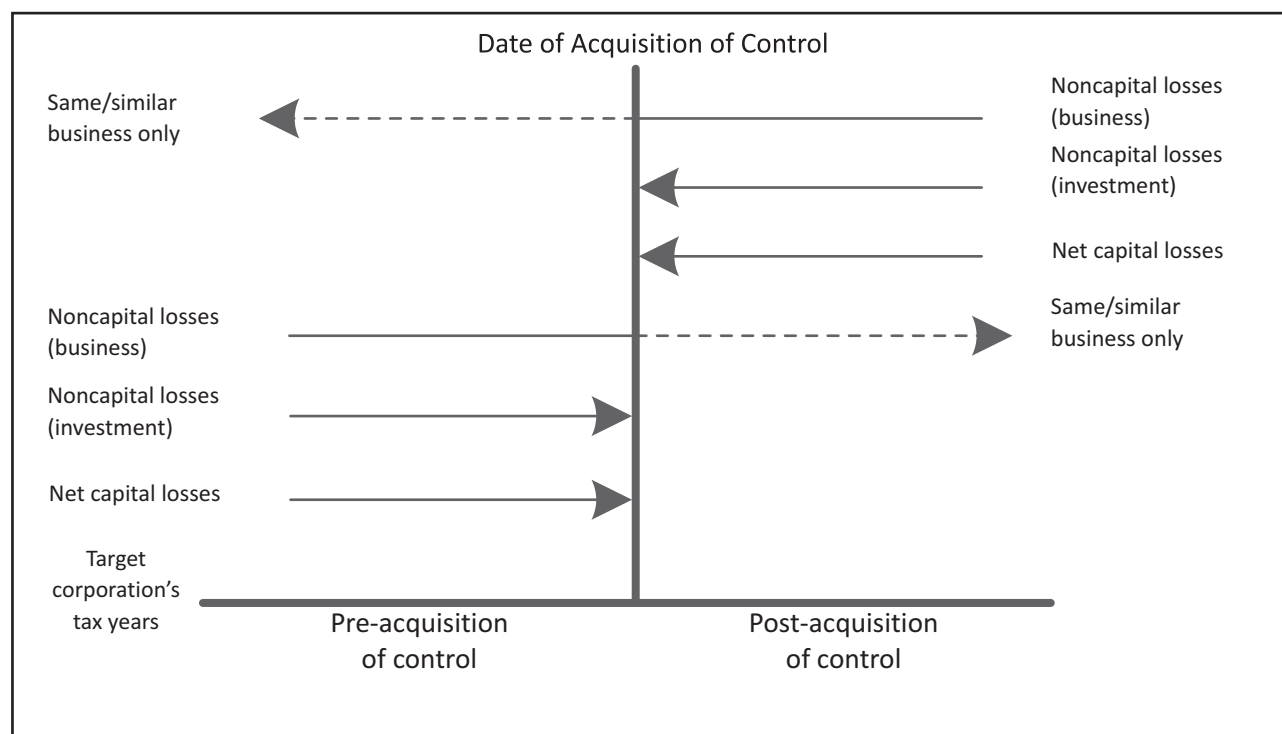 Date of Acquisition of Control
Same/similar
business only
Noncapital losses
(business)
Noncapital losses
(investment)
Net capital losses
Noncapital losses
(business)
Same/similar
business only
Noncapital losses
(investment)
Net capital losses
Target
corporation's
tax years
Pre-acquisition
of control
Post-acquisition
of control